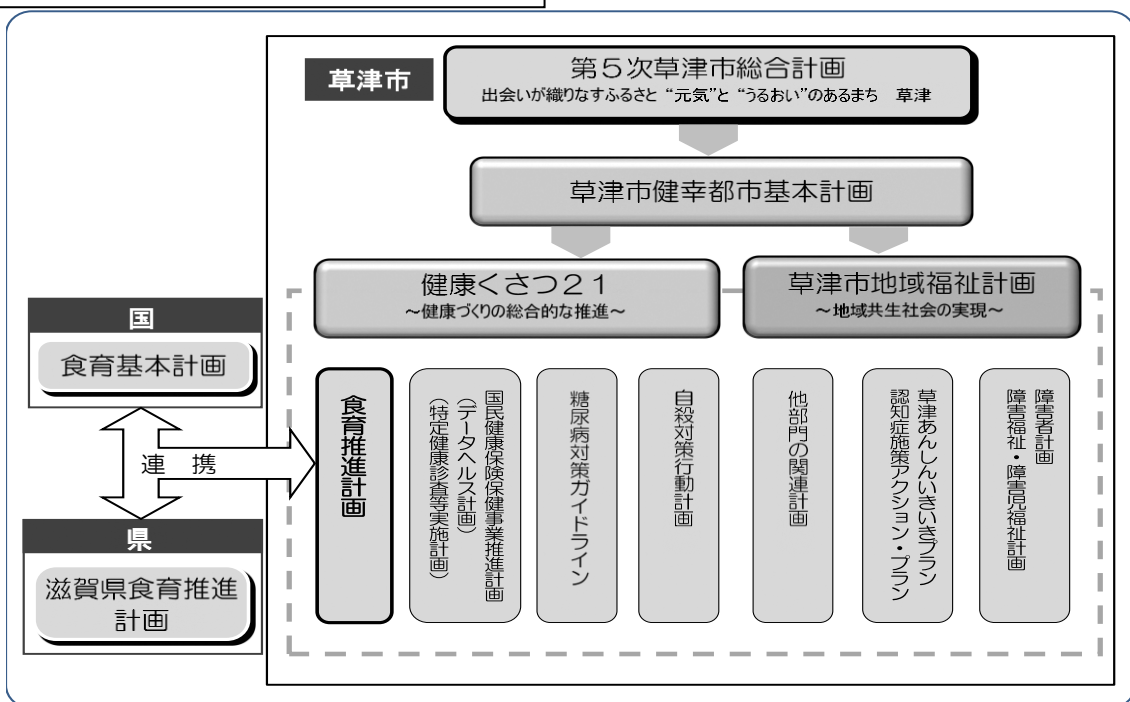 草津市
第５次草津市総合計画
出会いが織りなすふるさと “元気”と “うるおい”のあるまち　草津
草津市健幸都市基本計画
健康くさつ２１
～健康づくりの総合的な推進～
草津市地域福祉計画
～地域共生社会の実現～
国
食育基本計画
連　携
県
滋賀県食育推進
計画
食育推進計画
国民健康保険保健事業推進計画
（データヘルス計画）
（特定健康診査等実施計画）
糖尿病対策ガイドライン
自殺対策行動計画
他部門の関連計画
草津あんしんいきいきプラン
認知症施策アクション・プラン
障害者計画
障害福祉・障害児福祉計画